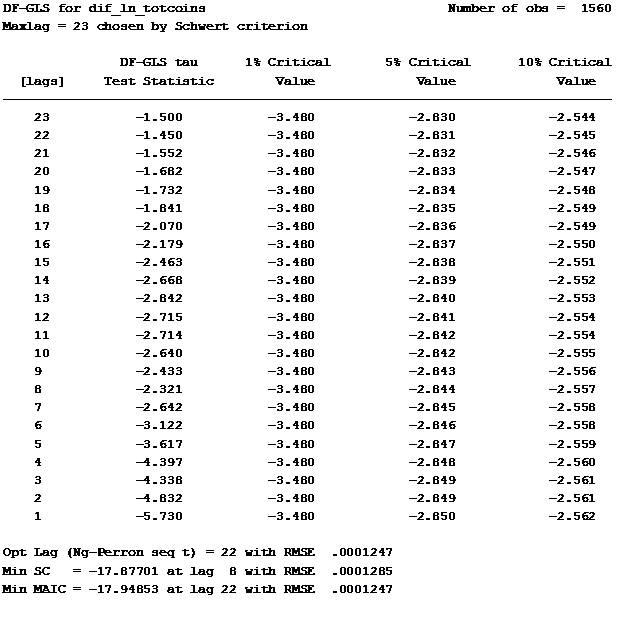 DF-GLS for dif_ln_totcoins Number of obs = 1560
Maxlag = 23 chosen by Schwert criterion
DF-GLS tau 1% Critical 5% Critical 10% Critical
[lags] Test Statistic Value Value Value
23 -1.500 -3.480 -2.830 -2.544
22 -1.450 -3.480 -2.831 -2.545
21 -1.552 -3.480 -2.832 -2.546
20 -1.682 -3.480 -2.833 -2.547
19 -1.732 -3.480 -2.834 -2.548
18 -1.841 -3.480 -2.835 -2.549
17 -2.070 -3.480 -2.836 -2.549
16 -2.179 -3.480 -2.837 -2.550
15 -2.463 -3.480 -2.838 -2.551
14 -2.668 -3.480 -2.839 -2.552
13 -2.842 -3.480 -2.840 -2.553
12 -2.715 -3.480 -2.841 -2.554
11 -2.714 -3.480 -2.842 -2.554
10 -2.640 -3.480 -2.842 -2.555
9 -2.433 -3.480 -2.843 -2.556
8 -2.321 -3.480 -2.844 -2.557
7 -2.642 -3.480 -2.845 -2.558
6 -3.122 -3.480 -2.846 -2.558
5 -3.617 -3.480 -2.847 -2.559
4 -4.397 -3.480 -2.848 -2.560
3 -4.338 -3.480 -2.849 -2.561
2 -4.832 -3.480 -2.849 -2.561
1 -5.730 -3.480 -2.850 -2.562
Opt Lag (Ng-Perron seq t) = 22 with RMSE .0001247
Min SC = -17.87701 at lag 8 with RMSE .0001285
Min MAIC = -17.94853 at lag 22 with RMSE .0001247